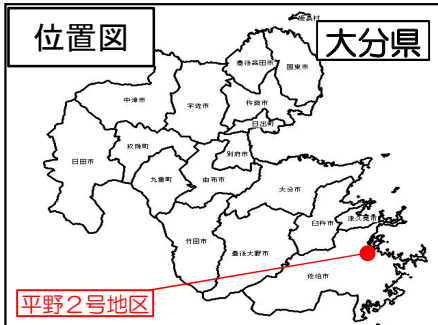 位置図
大分県
姫島村
豊後高田市
国東市
中津市
宇佐市
杵築市
日出町
日田市
玖珠町
別府市
九重町
由布市
大分市
臼杵市
津久見市
竹田市
豊後大野市
佐伯市
平野２号地区